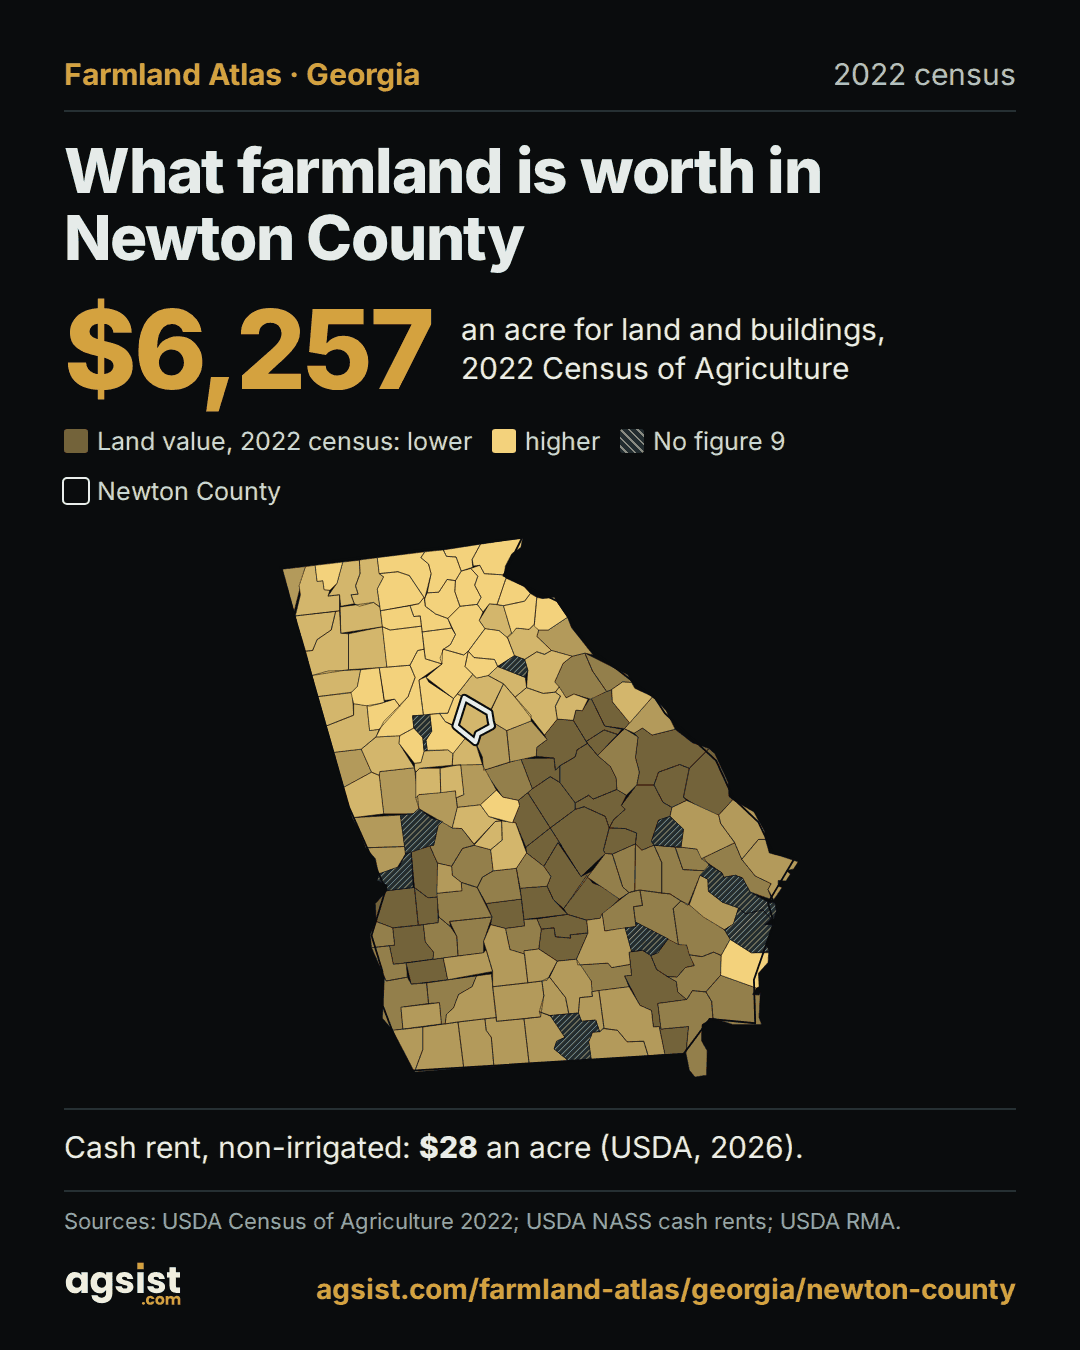 Farmland Atlas · Georgia
2022 census
What farmland is worth in
Newton County
$6,257
an acre for land and buildings,
2022 Census of Agriculture
Land value, 2022 census: lower
higher
No figure 9
Newton County
Cash rent, non-irrigated: $28 an acre (USDA, 2026).
Sources: USDA Census of Agriculture 2022; USDA NASS cash rents; USDA RMA.
agsist
.com
agsist.com/farmland-atlas/georgia/newton-county